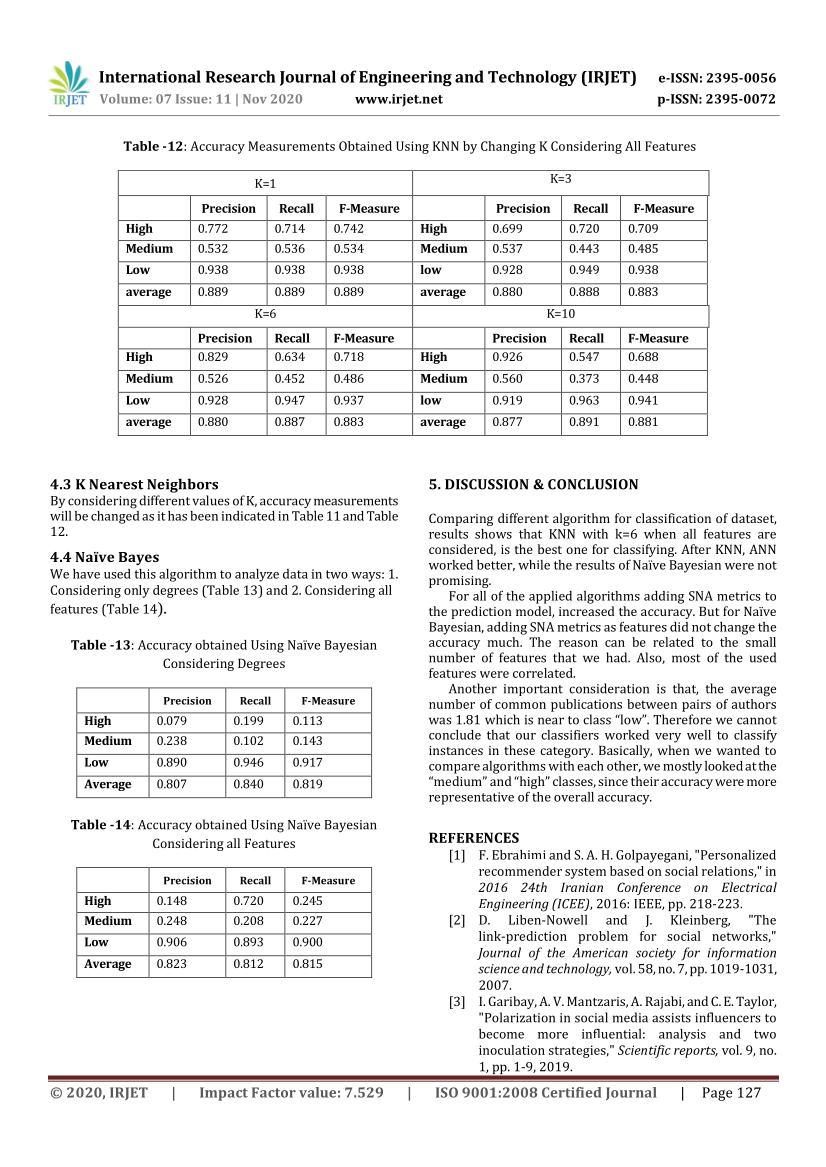 International Research Journal of Engineering and Technology (IRJET) e-ISSN: 2395-0056
IRJET Volume: 07 Issue: 11 | Nov 2020 www.irjet.net p-ISSN: 2395-0072
Table -12: Accuracy Measurements Obtained Using KNN by Changing K Considering All Features
K=1 K=3
Precision Recall F-Measure Precision Recall F-Measure
High 0.772 0.714 0.742 High 0.699 0.720 0.709
Medium 0.532 0.536 0.534 Medium 0.537 0.443 0.485
Low 0.938 0.938 0.938 low 0.928 0.949 0.938
average 0.889 0.889 0.889 average 0.880 0.888 0.883
K=6 K=10
Precision Recall F-Measure Precision Recall F-Measure
High 0.829 0.634 0.718 High 0.926 0.547 0.688
Medium 0.526 0.452 0.486 Medium 0.560 0.373 0.448
Low 0.928 0.947 0.937 low 0.919 0.963 0.941
average 0.880 0.887 0.883 average 0.877 0.891 0.881
4.3 K Nearest Neighbors
By considering different values of K, accuracy measurements
will be changed as it has been indicated in Table 11 and Table
12.
4.4 Naïve Bayes
We have used this algorithm to analyze data in two ways: 1.
Considering only degrees (Table 13) and 2. Considering all
features (Table 14).
Table -13: Accuracy obtained Using Naïve Bayesian
Considering Degrees
Precision Recall F-Measure
High 0.079 0.199 0.113
Medium 0.238 0.102 0.143
Low 0.890 0.946 0.917
Average 0.807 0.840 0.819
Table -14: Accuracy obtained Using Naïve Bayesian
Considering all Features
Precision Recall F-Measure
High 0.148 0.720 0.245
Medium 0.248 0.208 0.227
Low 0.906 0.893 0.900
Average 0.823 0.812 0.815
5. DISCUSSION & CONCLUSION
Comparing different algorithm for classification of dataset,
results shows that KNN with k=6 when all features are
considered, is the best one for classifying. After KNN, ANN
worked better, while the results of Naïve Bayesian were not
promising.
For all of the applied algorithms adding SNA metrics to
the prediction model, increased the accuracy. But for Naïve
Bayesian, adding SNA metrics as features did not change the
accuracy much. The reason can be related to the small
number of features that we had. Also, most of the used
features were correlated.
Another important consideration is that, the average
number of common publications between pairs of authors
was 1.81 which is near to class “low”. Therefore we cannot
conclude that our classifiers worked very well to classify
instances in these category. Basically, when we wanted to
compare algorithms with each other, we mostly looked at the
“medium” and “high” classes, since their accuracy were more
representative of the overall accuracy.
REFERENCES
[1] F. Ebrahimi and S. A. H. Golpayegani, "Personalized
recommender system based on social relations," in
2016 24th Iranian Conference on Electrical
Engineering (ICEE), 2016: IEEE, pp. 218-223.
[2] D. Liben-Nowell and J. Kleinberg, "The
link-prediction problem for social networks,"
Journal of the American society for information
science and technology, vol. 58, no. 7, pp. 1019-1031,
2007.
[3] I. Garibay, A. V. Mantzaris, A. Rajabi, and C. E. Taylor,
"Polarization in social media assists influencers to
become more influential: analysis and two
inoculation strategies," Scientific reports, vol. 9, no.
1, pp. 1-9, 2019.
© 2020, IRJET | Impact Factor value: 7.529 | ISO 9001:2008 Certified Journal | Page 127